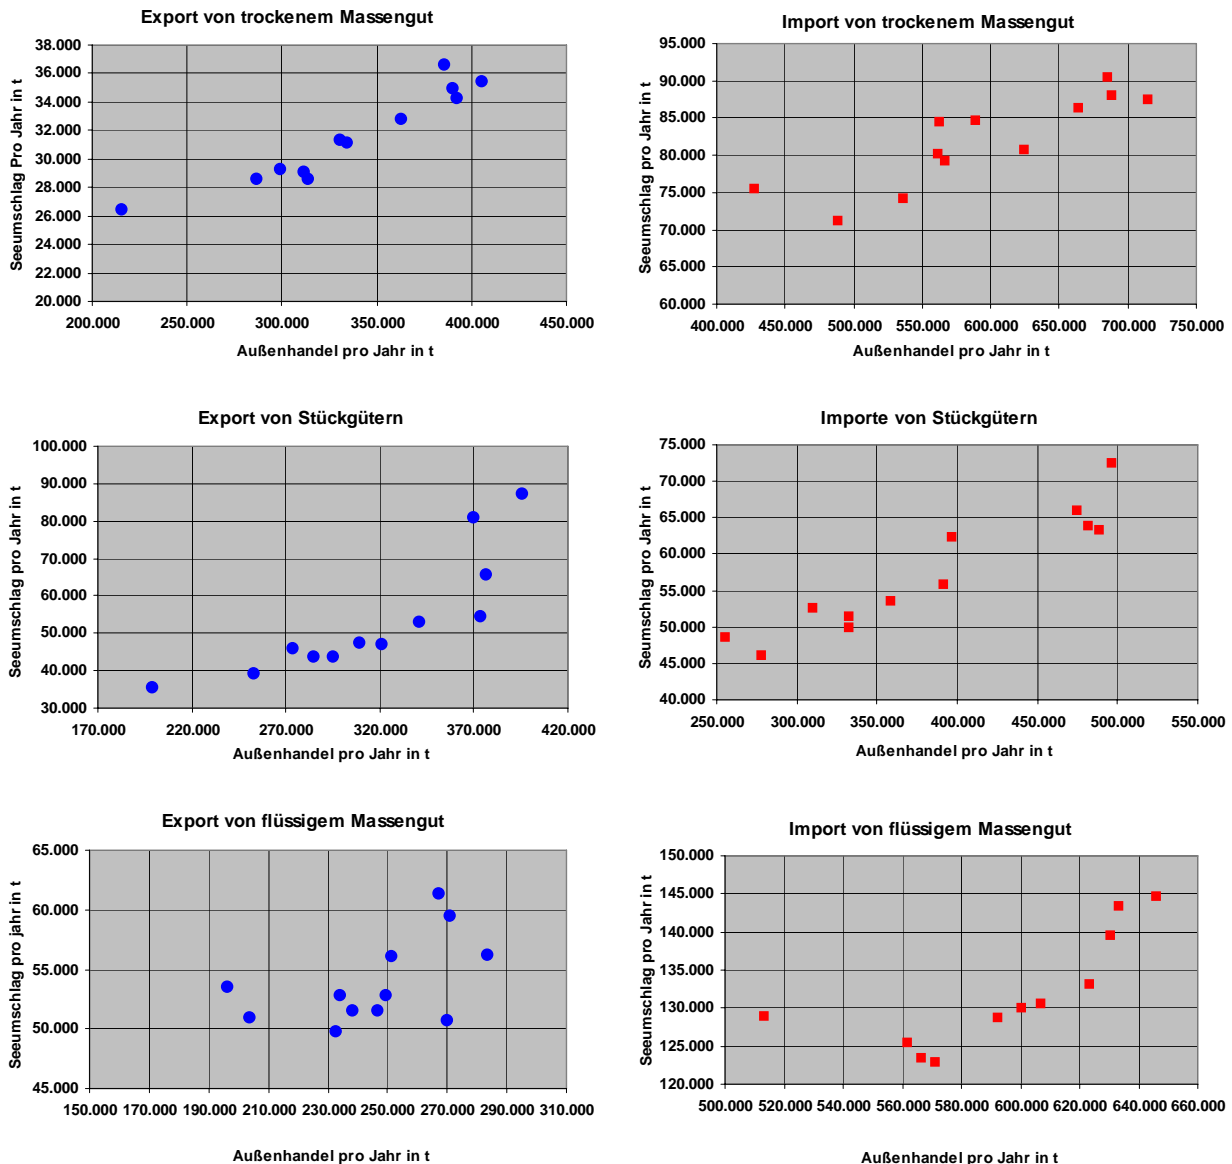 Export von trockenem Massengut
Seeumschlag Pro Jahr in t
38.000
36.000
34.000
32.000
30.000
28.000
26.000
24.000
22.000
20.000
200.000 250.000 300.000 350.000 400.000 450.000
Außenhandel pro Jahr in t
Import von trockenem Massengut
Seeumschlag pro Jahr in t
95.000
90.000
85.000
80.000
75.000
70.000
65.000
60.000
400.000 450.000 500.000 550.000 600.000 650.000 700.000 750.000
Außenhandel pro Jahr in t
Export von Stückgütern
Seeumschlag pro Jahr in t
100.000
90.000
80.000
70.000
60.000
50.000
40.000
30.000
170.000 220.000 270.000 320.000 370.000 420.000
Außenhandel pro Jahr in t
Importe von Stückgütern
Seumschlag pro Jahr in t
75.000
70.000
65.000
60.000
55.000
50.000
45.000
40.000
250.000 300.000 350.000 400.000 450.000 500.000 550.000
Außenhandel pro Jahr in t
Export von flüssigem Massengut
Seeumschlag pro jahr in t
65.000
60.000
55.000
50.000
45.000
150.000 170.000 190.000 210.000 230.000 250.000 270.000 290.000 310.000
Außenhandel pro Jahr in t
Import von flüssigem Massengut
Seeumschlag pro Jahr in t
150.000
145.000
140.000
135.000
130.000
125.000
120.000
500.000 520.000 540.000 560.000 580.000 600.000 620.000 640.000 660.000
Außenhandel pro Jahr in t